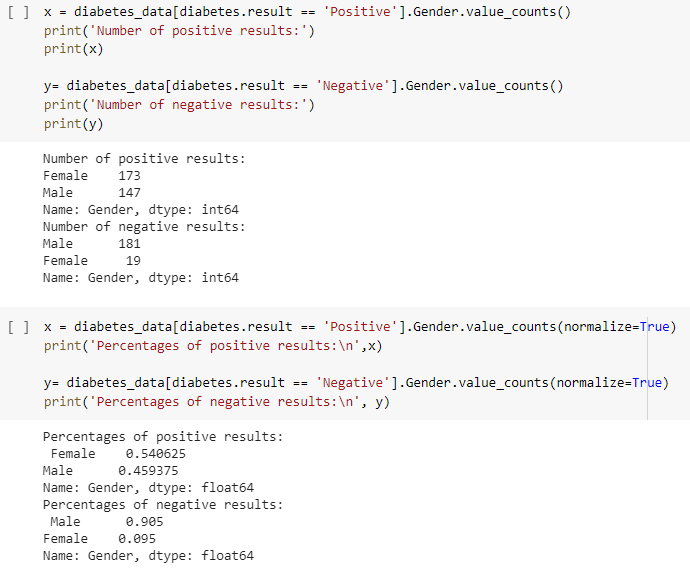 [ ] x = diabetes_data[diabetes.result == 'Positive'].Gender.value_counts()
print('Number of positive results:')
print(x)
y= diabetes_data[diabetes.result == 'Negative'].Gender.value_counts()
print('Number of negative results:')
print(y)
Number of positive results:
Female    173
Male      147
Name: Gender, dtype: int64
Number of negative results:
Male      181
Female     19
Name: Gender, dtype: int64
[ ] x = diabetes_data[diabetes.result == 'Positive'].Gender.value_counts(normalize=True)
print('Percentages of positive results:\n',x)
y= diabetes_data[diabetes.result == 'Negative'].Gender.value_counts(normalize=True)
print('Percentages of negative results:\n', y)
Percentages of positive results:
 Female    0.540625
Male      0.459375
Name: Gender, dtype: float64
Percentages of negative results:
 Male      0.905
Female    0.095
Name: Gender, dtype: float64